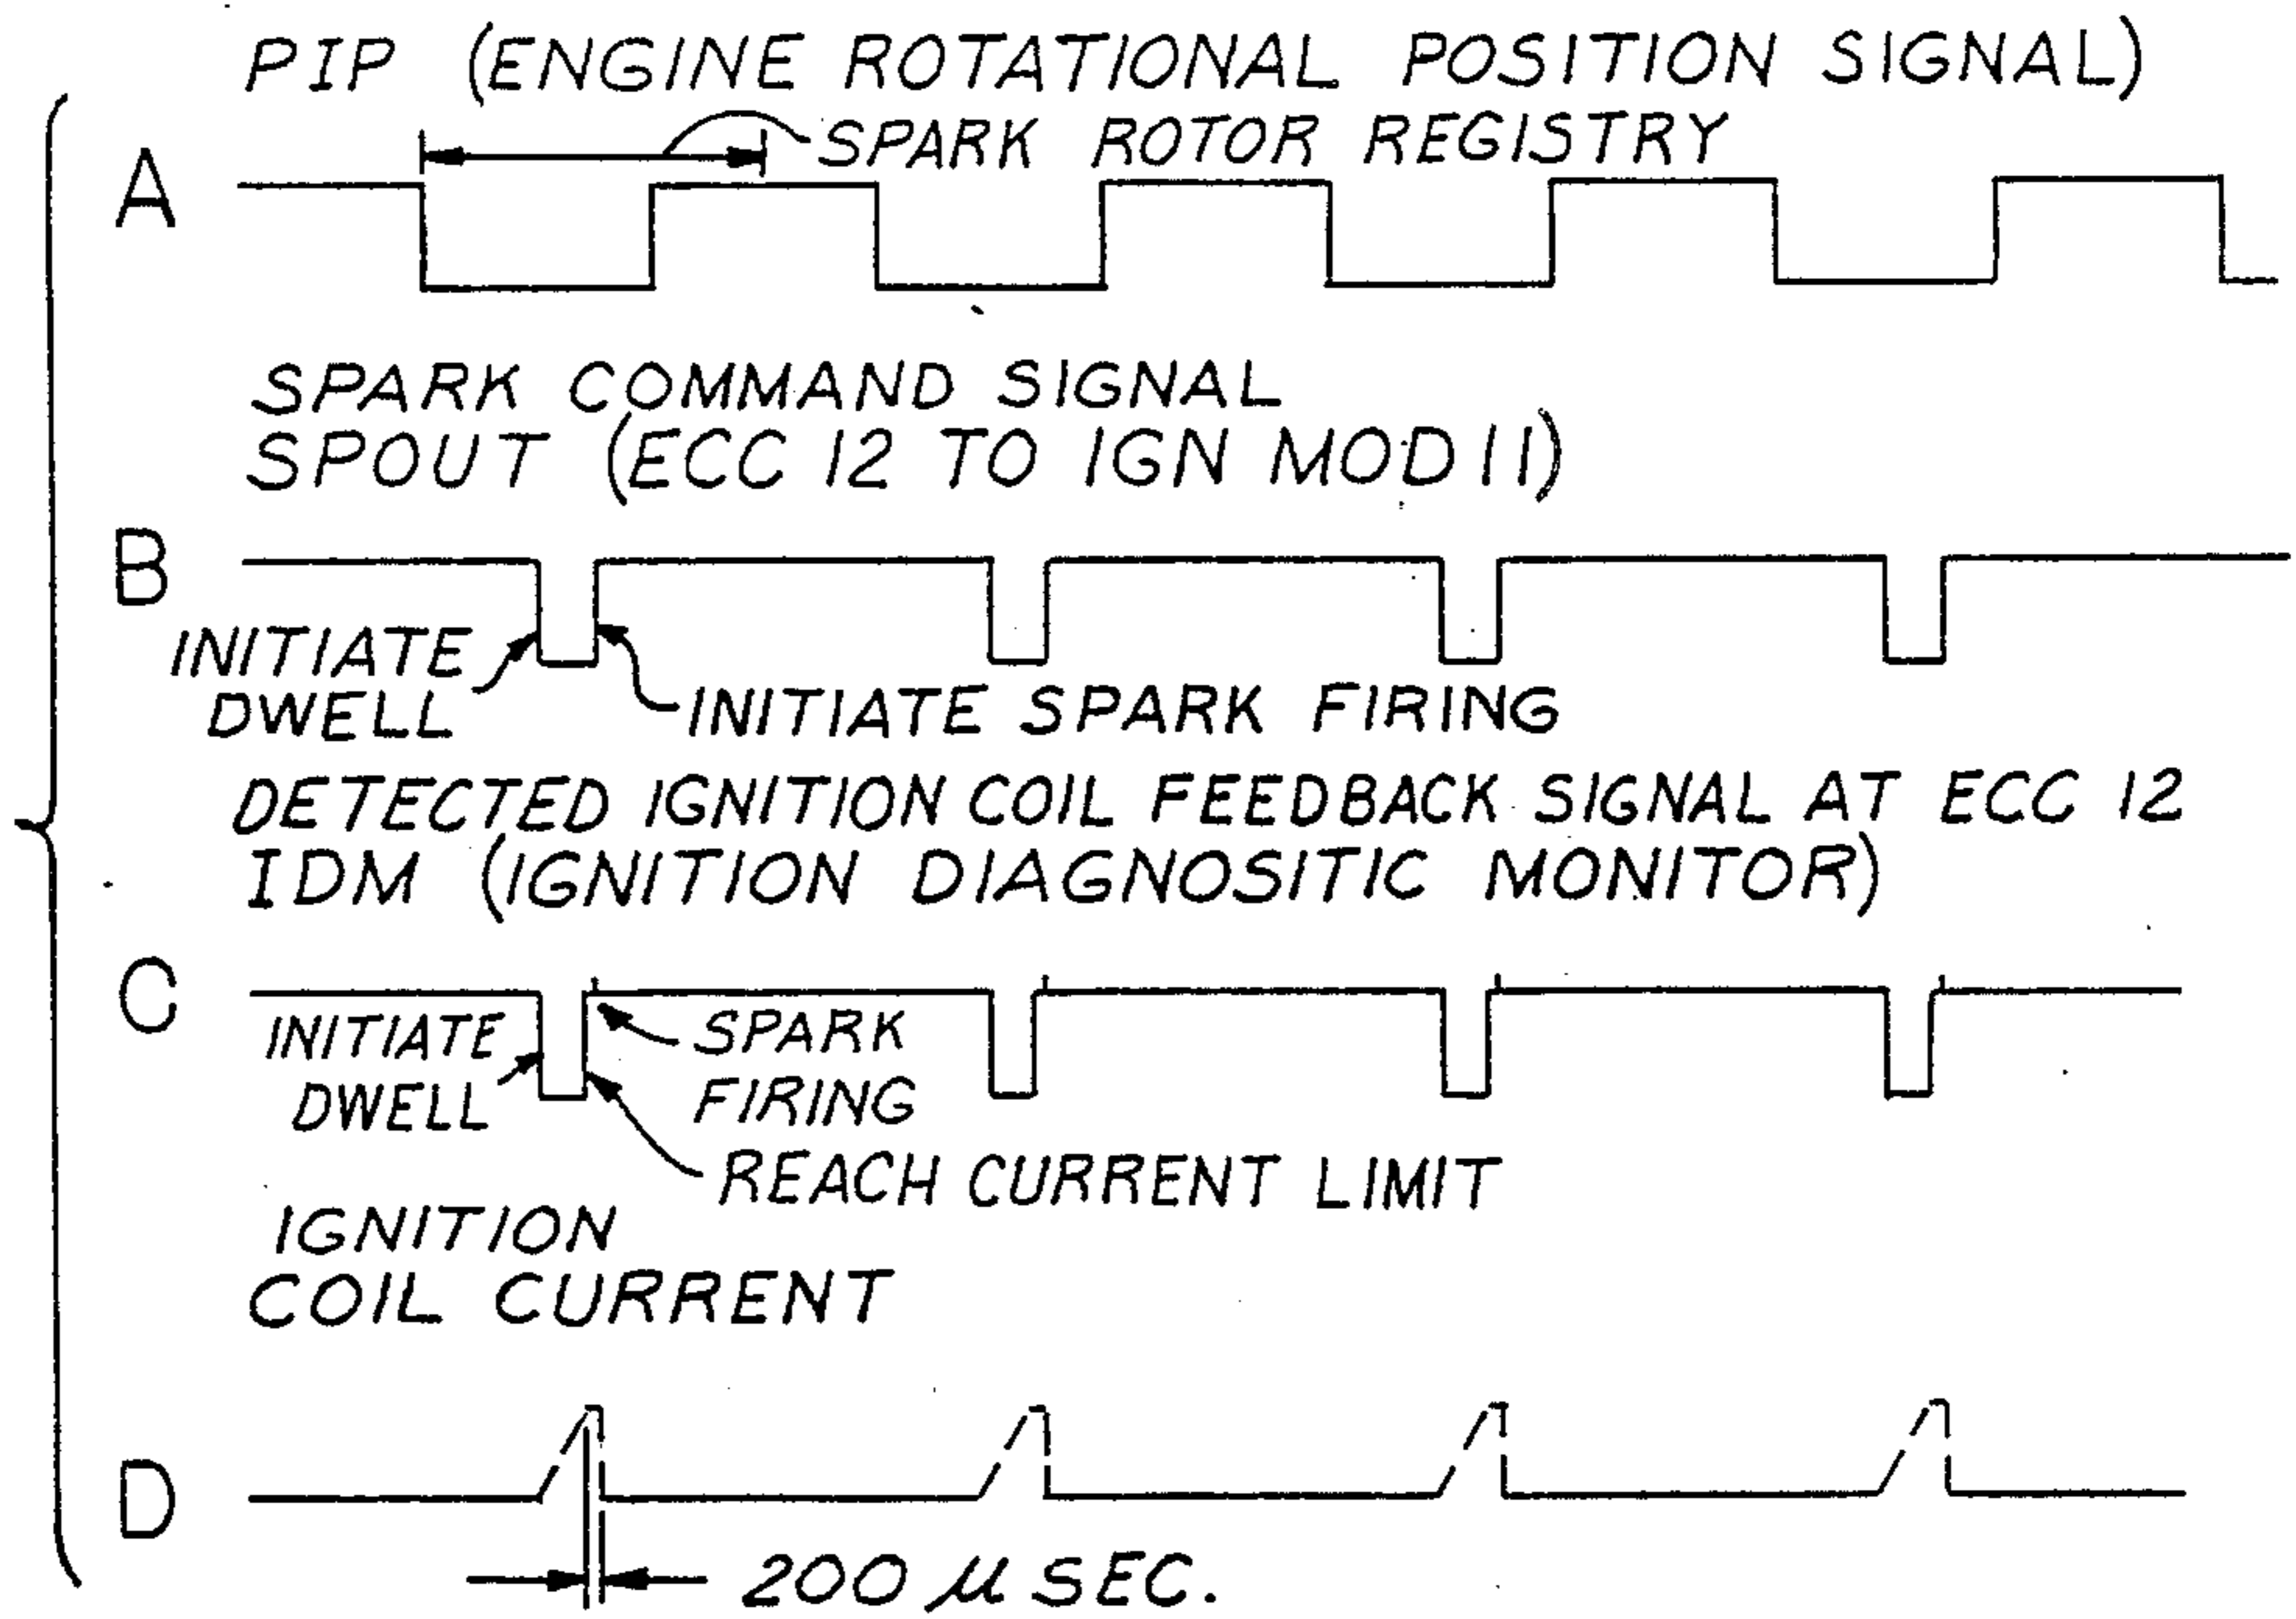 PIP (ENGINE ROTATIONAL POSITION SIGNAL)
SPARK ROTOR REGISTRY
A
SPARK COMMAND SIGNAL
SPOUT (ECC 12 TO IGN MOD 11)
B
INITIATE
DWELL
INITIATE SPARK FIRING
DETECTED IGNITION COIL FEEDBACK SIGNAL AT ECC 12
IDM (IGNITION DIAGNOSITIC MONITOR)
C
INITIATE
DWELL
SPARK
FIRING
REACH CURRENT LIMIT
IGNITION
COIL CURRENT
D
200 µ SEC.